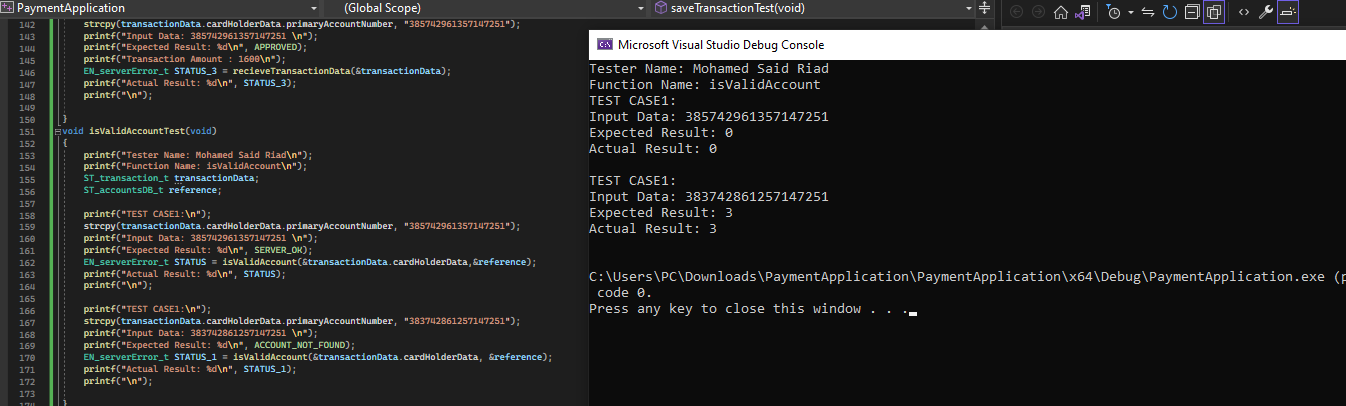 PaymentApplication
(Global Scope)
saveTransactionTest(void)
142 strcpy(transactionData.cardHolderData.primaryAccountNumber, "385742961357147251");
143 printf("Input Data: 385742961357147251 \n");
144 printf("Expected Result: %d\n", APPROVED);
145 printf("Transaction Amount : 1600\n");
146 EN_serverError_t STATUS_3 = recieveTransactionData(&transactionData);
147 printf("Actual Result: %d\n", STATUS_3);
148 printf("\n");
149
150 }
151 void isValidAccountTest(void)
152 {
153 printf("Tester Name: Mohamed Said Riad\n");
154 printf("Function Name: isValidAccount\n");
155 ST_transaction_t transactionData;
156 ST_accountsDB_t reference;
157
158 printf("TEST CASE1:\n");
159 strcpy(transactionData.cardHolderData.primaryAccountNumber, "385742961357147251");
160 printf("Input Data: 385742961357147251 \n");
161 printf("Expected Result: %d\n", SERVER_OK);
162 EN_serverError_t STATUS = isValidAccount(&transactionData.cardHolderData,&reference);
163 printf("Actual Result: %d\n", STATUS);
164 printf("\n");
165
166 printf("TEST CASE1:\n");
167 strcpy(transactionData.cardHolderData.primaryAccountNumber, "383742861257147251");
168 printf("Input Data: 383742861257147251 \n");
169 printf("Expected Result: %d\n", ACCOUNT_NOT_FOUND);
170 EN_serverError_t STATUS_1 = isValidAccount(&transactionData.cardHolderData, &reference);
171 printf("Actual Result: %d\n", STATUS_1);
172 printf("\n");
173
174 }
Microsoft Visual Studio Debug Console
Tester Name: Mohamed Said Riad
Function Name: isValidAccount
TEST CASE1:
Input Data: 385742961357147251
Expected Result: 0
Actual Result: 0
TEST CASE1:
Input Data: 383742861257147251
Expected Result: 3
Actual Result: 3
C:\Users\PC\Downloads\PaymentApplication\PaymentApplication\x64\Debug\PaymentApplication.exe (p
code 0.
Press any key to close this window . . .